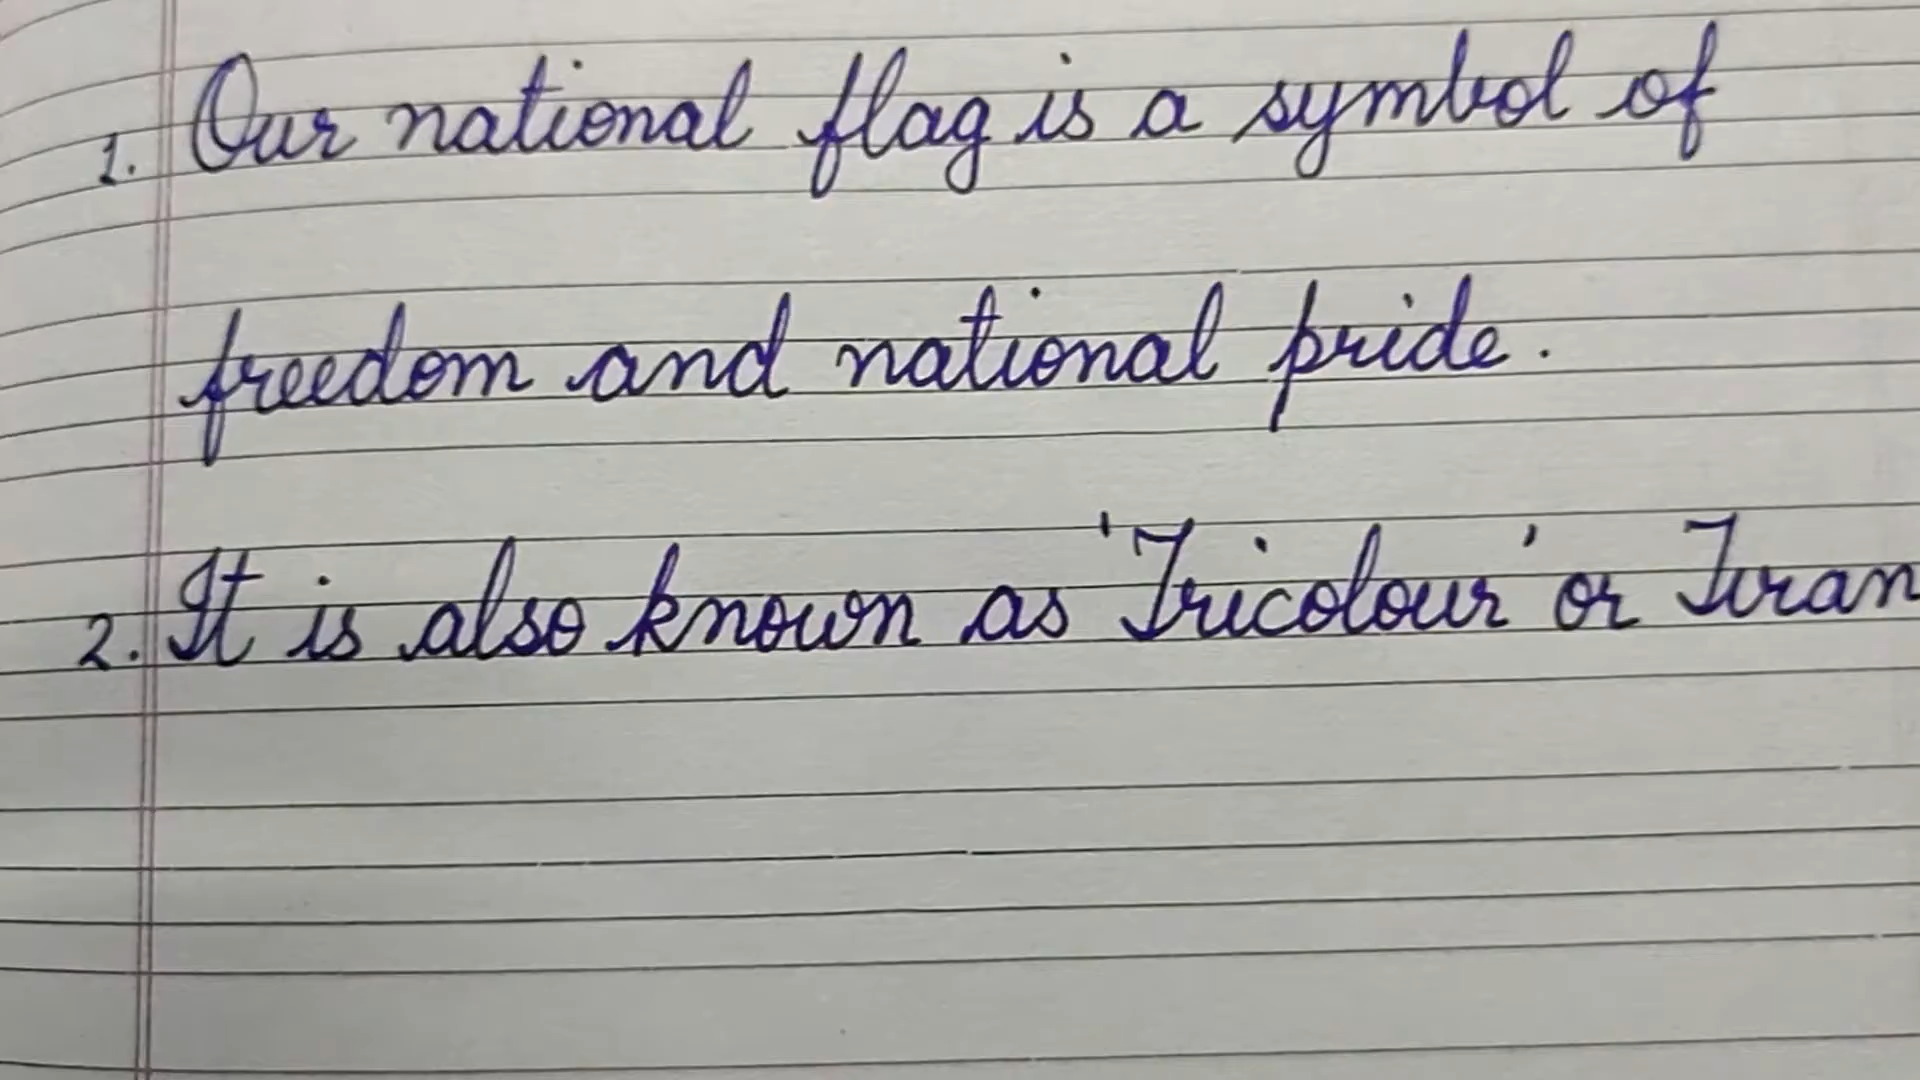 1. Our national flag is a symbol of
freedom and national pride.
2. It is also known as 'Tricolour' or Tiran